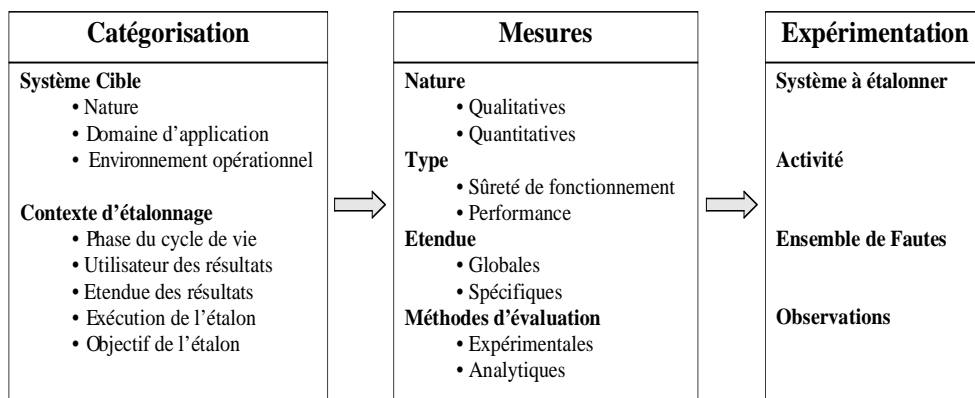 Catégorisation
Système Cible
• Nature
• Domaine d'application
• Environnement opérationnel
Contexte d'étalonnage
• Phase du cycle de vie
• Utilisateur des résultats
• Etendue des résultats
• Exécution de l'étalon
• Objectif de l'étalon
Mesures
Nature
• Qualitatives
• Quantitatives
Type
• Sûreté de fonctionnement
• Performance
Etendue
• Globales
• Spécifiques
Méthodes d'évaluation
• Expérimentales
• Analytiques
Expérimentation
Système à étalonner
Activité
Ensemble de Fautes
Observations